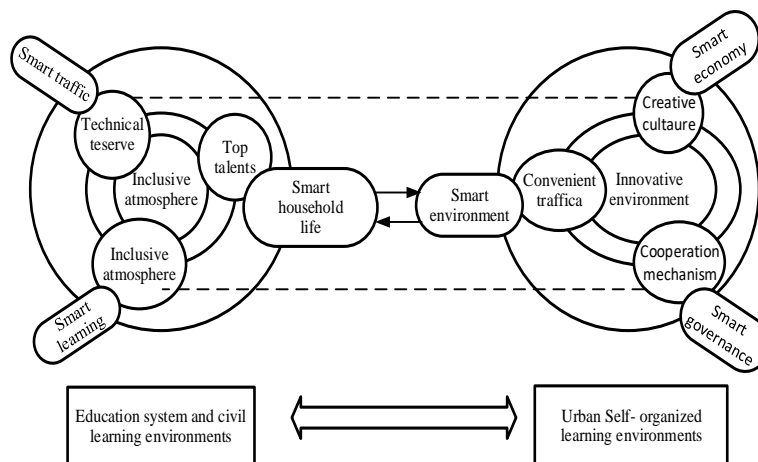 Smart traffic
Technical
teserve
Top
talents
Inclusive
atmosphere
Inclusive
atmosphere
Smart
learning
Smart
household
life
Smart
environment
Smart
economy
Creative
cultaure
Convenient
traffica
Innovative
environment
Cooperation
mechanism
Smart
governance
Education system and civil
learning environments
Urban Self- organized
learning environments